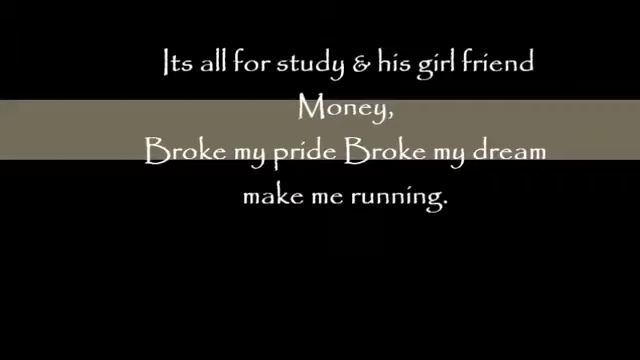 Its all for study & his girl friend
Money,
Broke my pride Broke my dream
make me running.